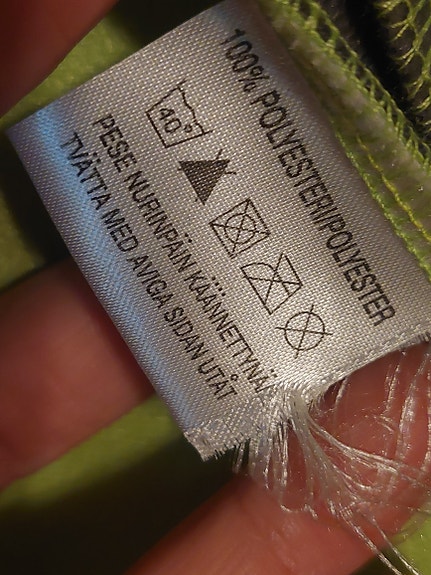 100% POLYESTERI/POLYESTER
40°
PESE NURINPÄIN KÄÄNNETTYNÄ
TVÄTTA MED AVIGA SIDAN UTÅT